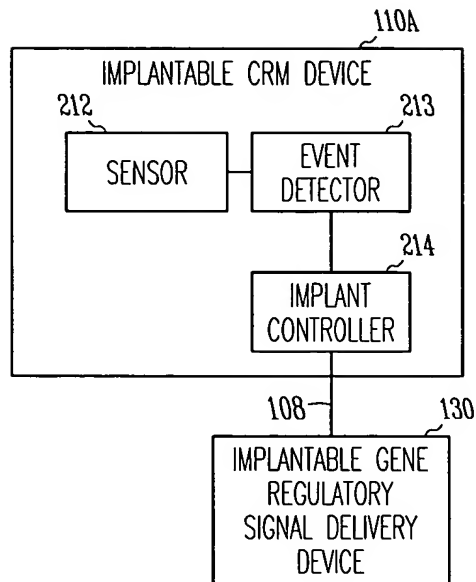 110A
IMPLANTABLE CRM DEVICE
212
213
SENSOR
EVENT
DETECTOR
214
IMPLANT
CONTROLLER
108
130
IMPLANTABLE GENE
REGULATORY
SIGNAL DELIVERY
DEVICE